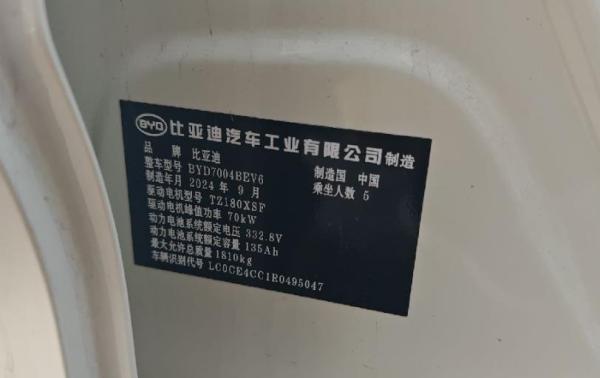 BYD 比亚迪汽车工业有限公司制造
品 牌 比亚迪
整车型号 BYD7004BEV6 制造国 中国
制造年月 2024 年 9 月 乘坐人数 5
驱动电机型号 TZ180XSF
驱动电机峰值功率 70kW
动力电池系统额定电压 332.8V
动力电池系统额定容量 135Ah
最大允许总质量 1810kg
车辆识别代号 LC0CE4CC1R0495047